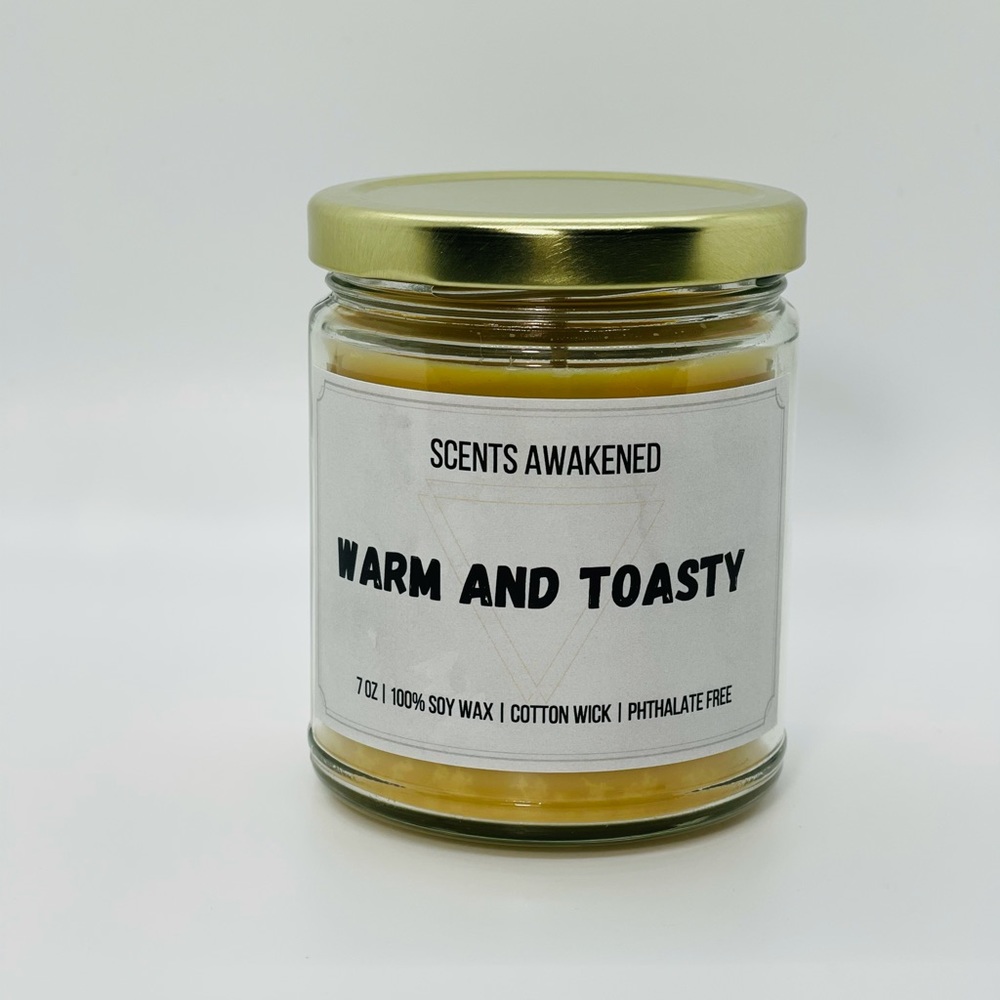 SCENTS AWAKENED
WARM AND TOASTY
7 OZ | 100% SOY WAX | COTTON WICK | PHTHALATE FREE